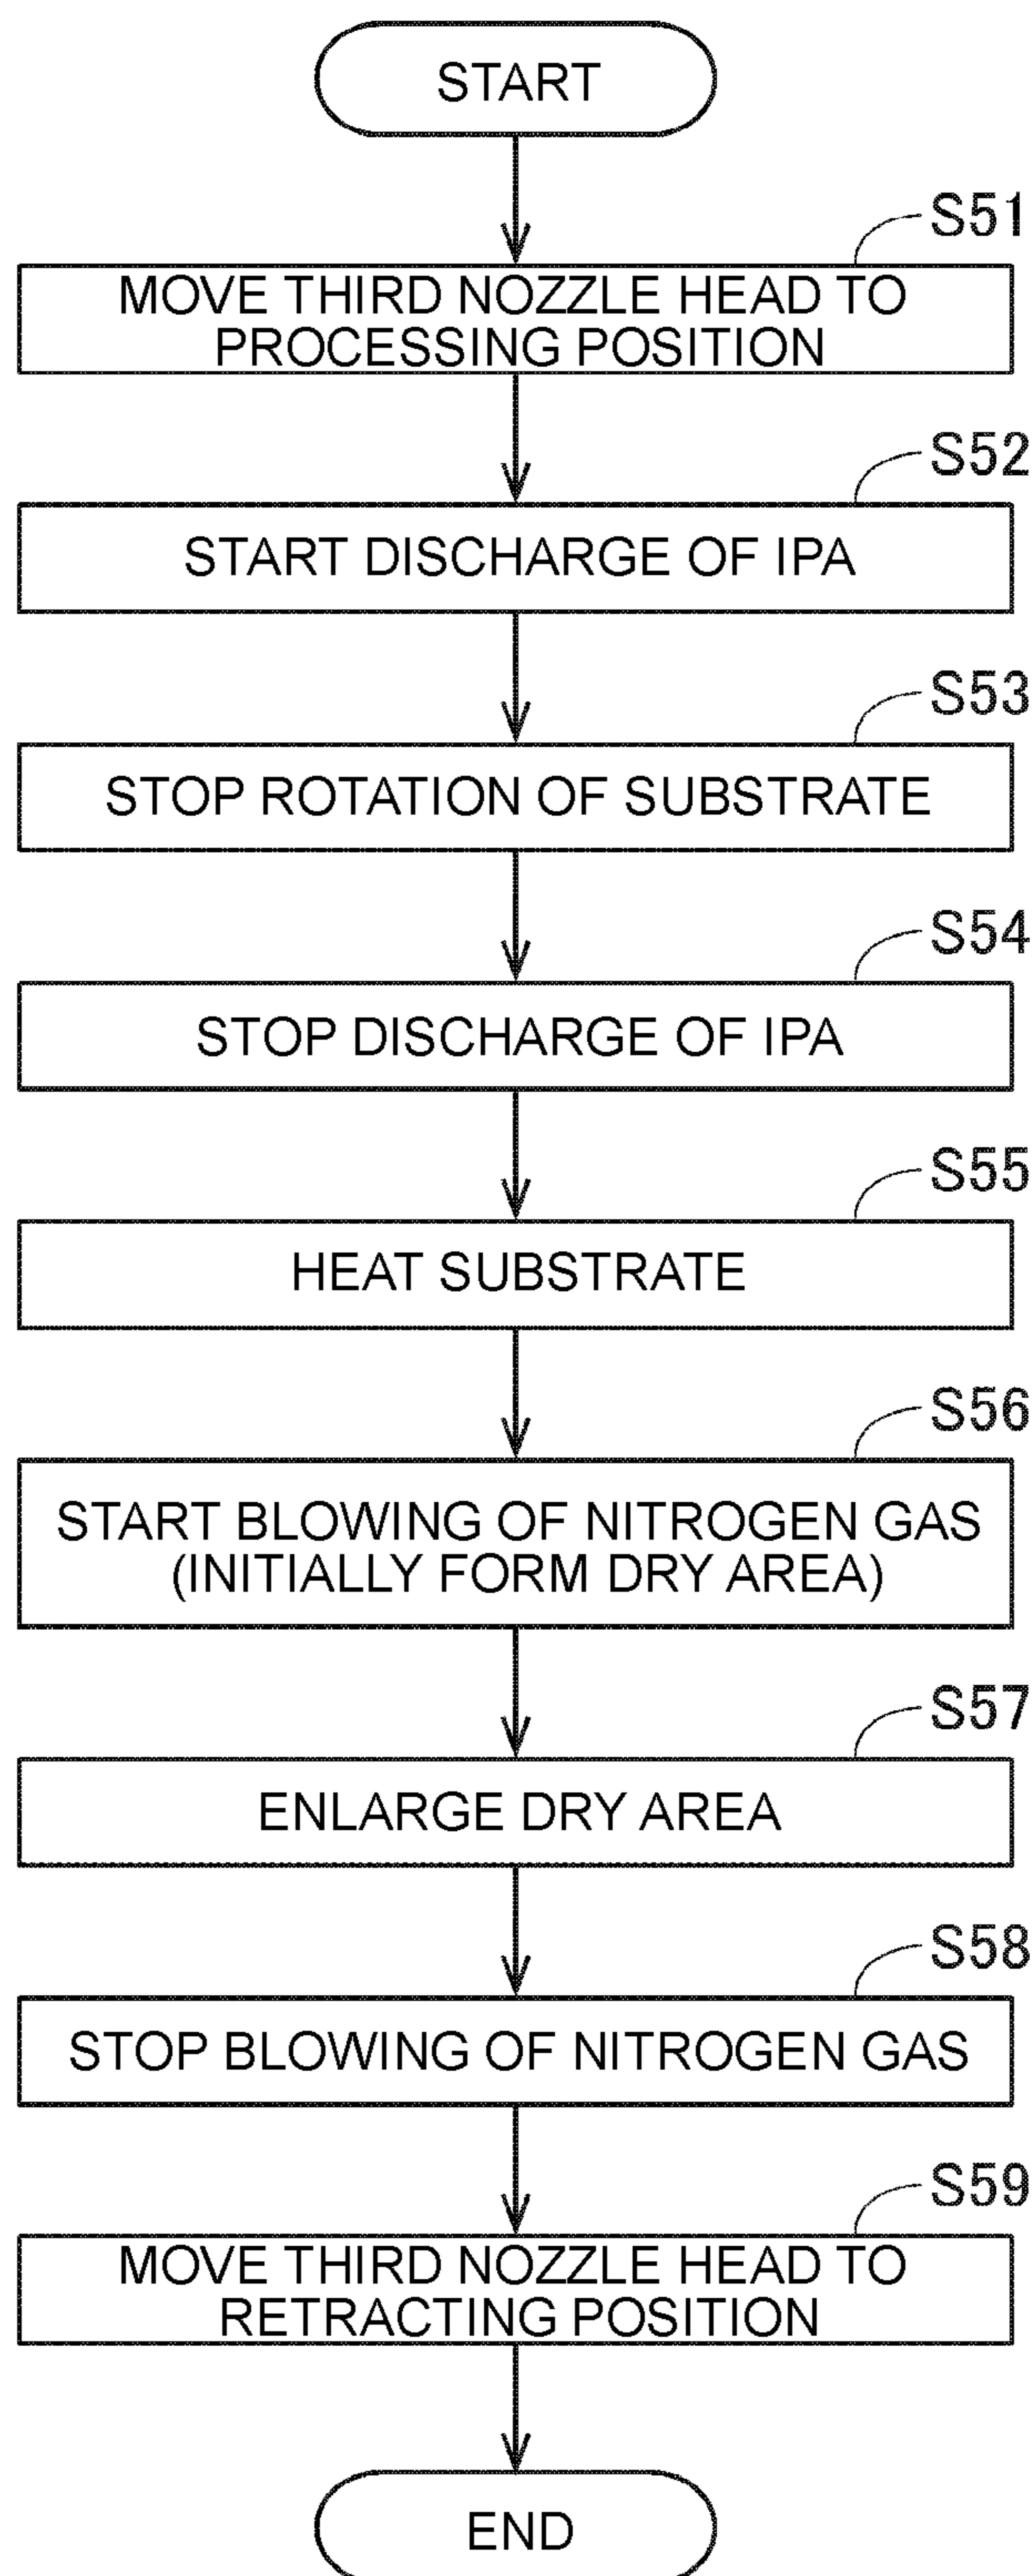 START
S51
MOVE THIRD NOZZLE HEAD TO
PROCESSING POSITION
S52
START DISCHARGE OF IPA
S53
STOP ROTATION OF SUBSTRATE
S54
STOP DISCHARGE OF IPA
S55
HEAT SUBSTRATE
S56
START BLOWING OF NITROGEN GAS
(INITIALLY FORM DRY AREA)
S57
ENLARGE DRY AREA
S58
STOP BLOWING OF NITROGEN GAS
S59
MOVE THIRD NOZZLE HEAD TO
RETRACTING POSITION
END